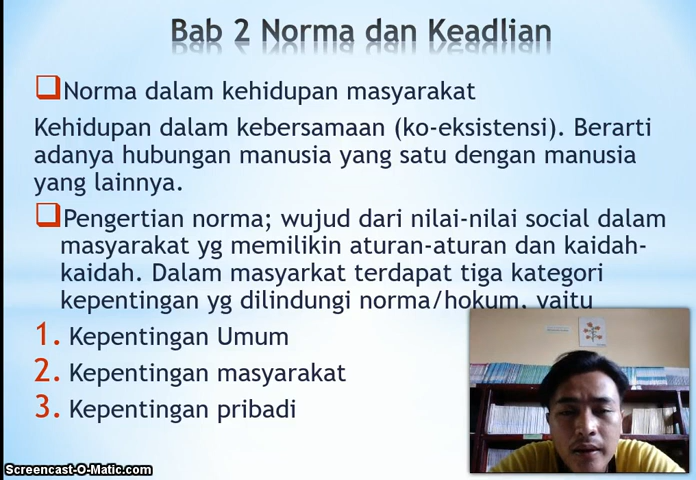 Bab 2 Norma dan Keadlian
Norma dalam kehidupan masyarakat
Kehidupan dalam kebersamaan (ko-eksistensi). Berarti
adanya hubungan manusia yang satu dengan manusia
yang lainnya.
Pengertian norma; wujud dari nilai-nilai social dalam
masyarakat yg memilikin aturan-aturan dan kaidah-
kaidah. Dalam masyarkat terdapat tiga kategori
kepentingan yg dilindungi norma/hokum, yaitu
1. Kepentingan Umum
2. Kepentingan masyarakat
3. Kepentingan pribadi
Screencast-O-Matic.com